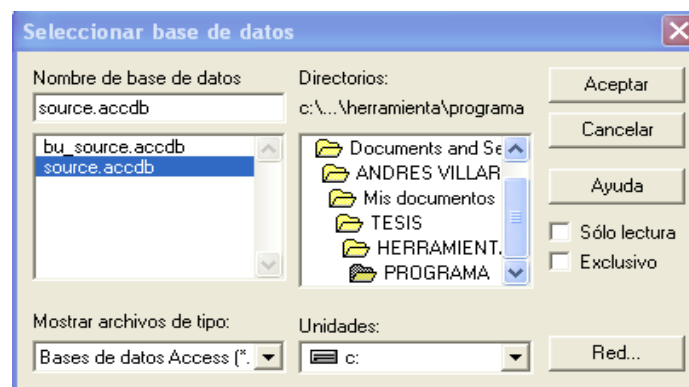 Seleccionar base de datos
Nombre de base de datos
source.accdb
bu_source.accdb
source.accdb
Mostrar archivos de tipo:
Bases de datos Access (*.
Directorios:
c:\...\herramienta\programa
Documents and Se
ANDRES VILLAR
Mis documentos
TESIS
HERRAMIENT.
PROGRAMA
Unidades:
c:
Aceptar
Cancelar
Ayuda
Sólo lectura
Exclusivo
Red...